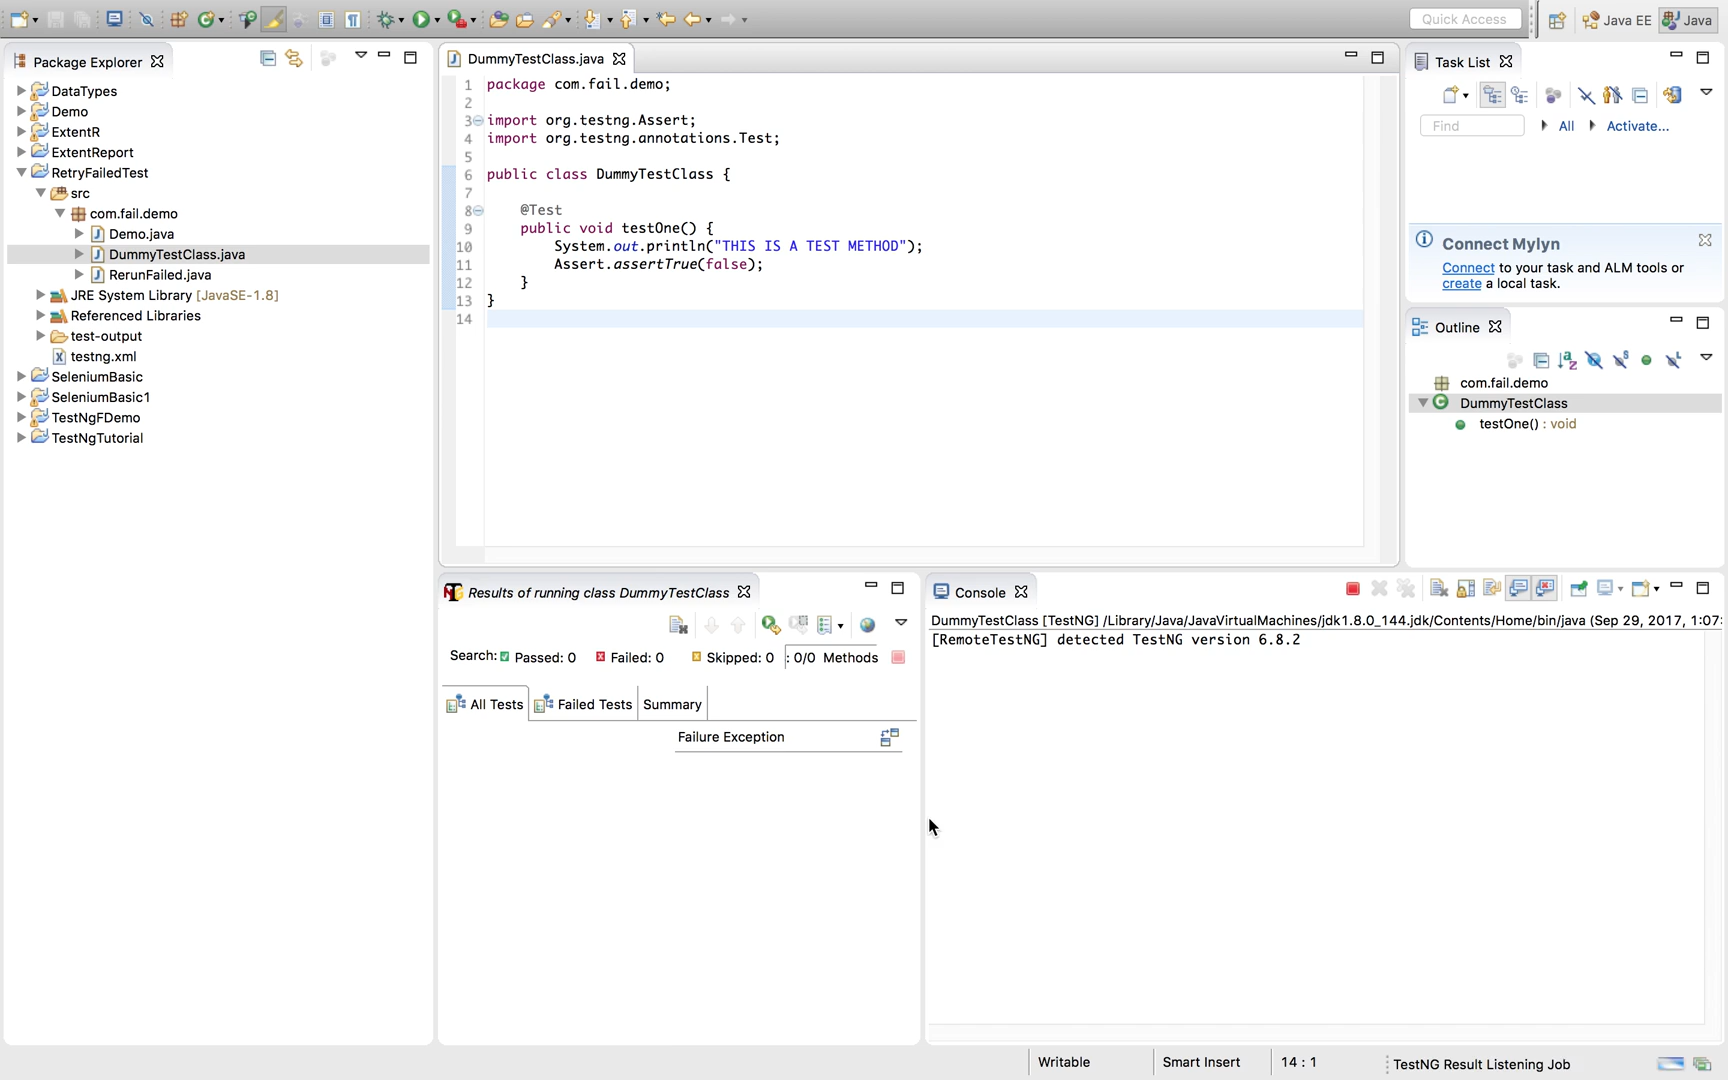 Quick Access
Java EE
Java
Package Explorer
DataTypes
Demo
ExtentR
ExtentReport
RetryFailedTest
src
com.fail.demo
Demo.java
DummyTestClass.java
RerunFailed.java
JRE System Library [JavaSE-1.8]
Referenced Libraries
test-output
testng.xml
SeleniumBasic
SeleniumBasic1
TestNgFDemo
TestNgTutorial
DummyTestClass.java
1 package com.fail.demo;
2
3 import org.testng.Assert;
4 import org.testng.annotations.Test;
5
6 public class DummyTestClass {
7
8 @Test
9 public void testOne() {
10 System.out.println("THIS IS A TEST METHOD");
11 Assert.assertTrue(false);
12 }
13 }
14
Task List
Find
All
Activate...
Connect Mylyn
Connect to your task and ALM tools or
create a local task.
Outline
com.fail.demo
DummyTestClass
testOne() : void
Results of running class DummyTestClass
Search: Passed: 0 Failed: 0 Skipped: 0 : 0/0 Methods
All Tests
Failed Tests
Summary
Failure Exception
Console
DummyTestClass [TestNG] /Library/Java/JavaVirtualMachines/jdk1.8.0_144.jdk/Contents/Home/bin/java (Sep 29, 2017, 1:07:
[RemoteTestNG] detected TestNG version 6.8.2
Writable
Smart Insert
14 : 1
TestNG Result Listening Job